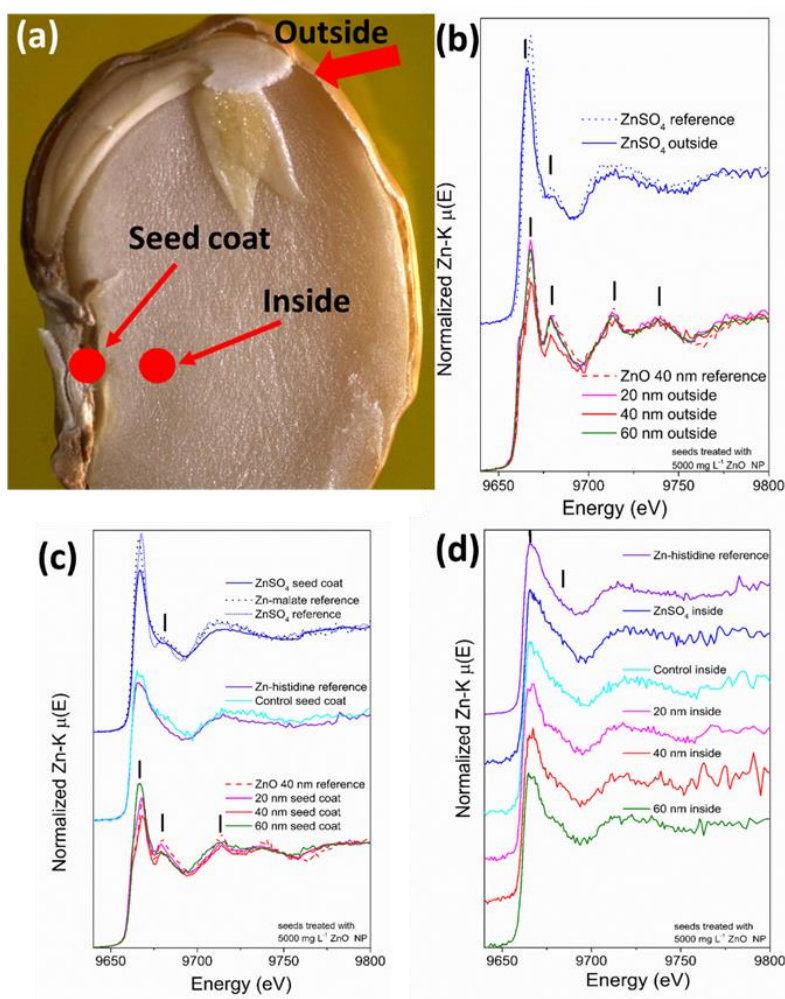 (a)
Outside
Seed coat
Inside
(b)
Normalized Zn-K μ(E)
ZnSO4 reference
ZnSO4 outside
ZnO 40 nm reference
20 nm outside
40 nm outside
60 nm outside
seeds treated with
5000 mg L⁻¹ ZnO NP
9650 9700 9750 9800
Energy (eV)
(c)
Normalized Zn-K μ(E)
ZnSO4 seed coat
Zn-malate reference
ZnSO4 reference
Zn-histidine reference
Control seed coat
ZnO 40 nm reference
20 nm seed coat
40 nm seed coat
60 nm seed coat
seeds treated with
5000 mg L⁻¹ ZnO NP
9650 9700 9750 9800
Energy (eV)
(d)
Normalized Zn-K μ(E)
Zn-histidine reference
ZnSO4 inside
Control inside
20 nm inside
40 nm inside
60 nm inside
seeds treated with
5000 mg L⁻¹ ZnO NP
9650 9700 9750 9800
Energy (eV)